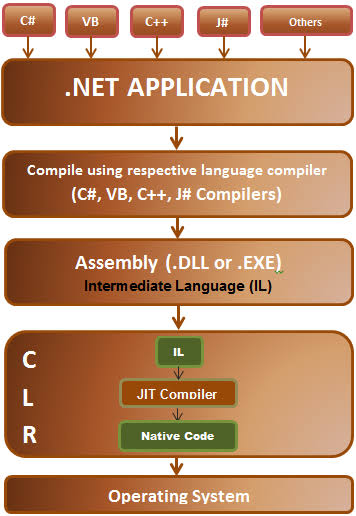 C# VB C++ J# Others
.NET APPLICATION
Compile using respective language compiler
(C#, VB, C++, J# Compilers)
Assembly (.DLL or .EXE)
Intermediate Language (IL)
C
IL
L
JIT Compiler
R
Native Code
Operating System